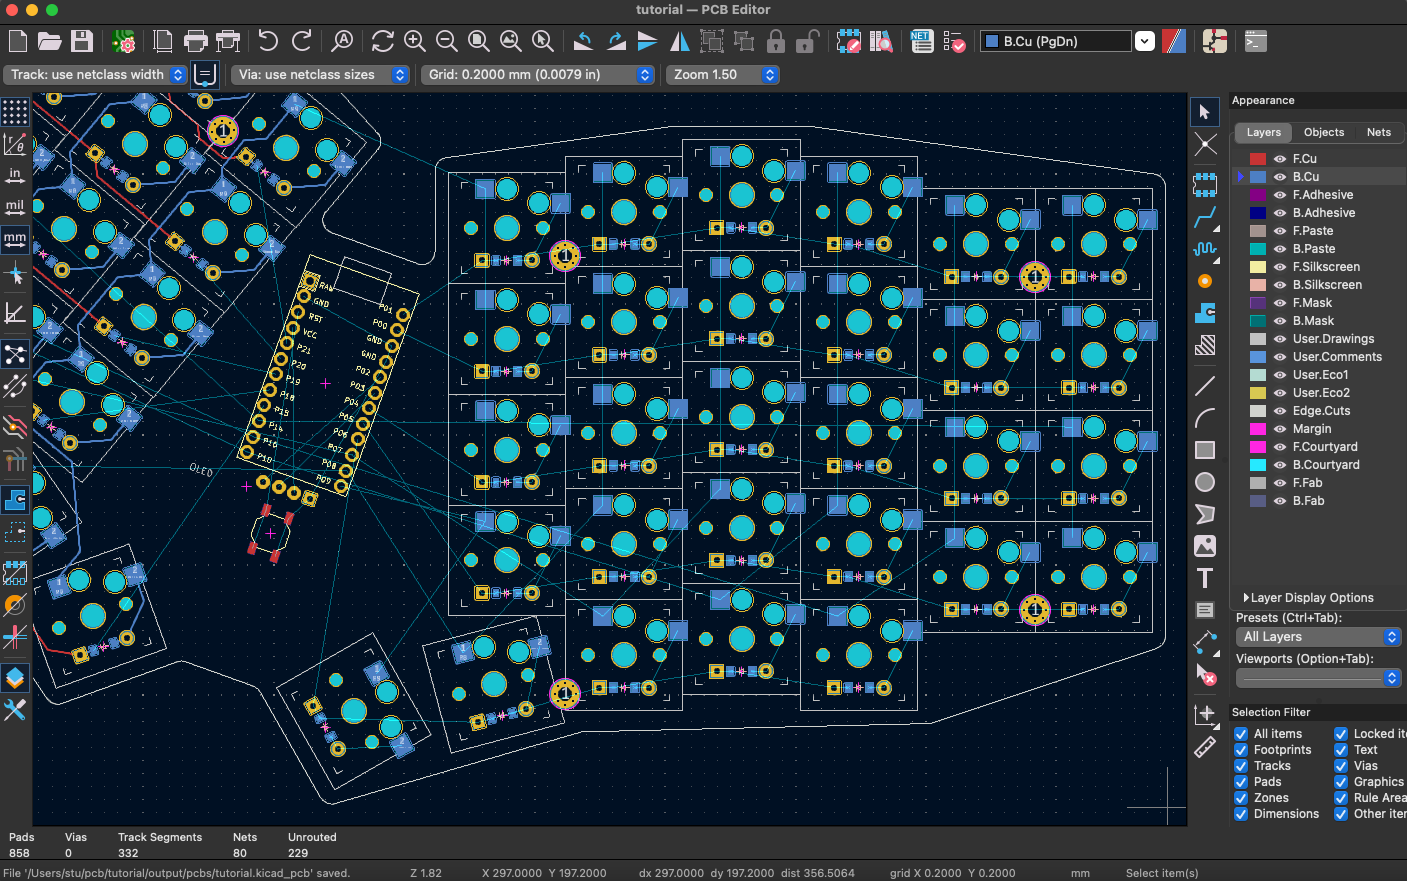 tutorial — PCB Editor
B.Cu (PgDn)
Track: use netclass width
Via: use netclass sizes
Grid: 0.2000 mm (0.0079 in)
Zoom 1.50
in
mil
mm
Appearance
Layers
Objects
Nets
F.Cu
B.Cu
F.Adhesive
B.Adhesive
F.Paste
B.Paste
F.Silkscreen
B.Silkscreen
F.Mask
B.Mask
User.Drawings
User.Comments
User.Eco1
User.Eco2
Edge.Cuts
Margin
F.Courtyard
B.Courtyard
F.Fab
B.Fab
Layer Display Options
Presets (Ctrl+Tab):
All Layers
Viewports (Option+Tab):
Selection Filter
All items
Locked ite
Footprints
Text
Tracks
Vias
Pads
Graphics
Zones
Rule Area
Dimensions
Other item
RAW
GND
RST
VCC
P21
P20
P19
P18
P15
P14
P16
P10
P01
P00
GND
GND
P02
P03
P04
P05
P06
P07
P08
P09
OLED
1
1
1
1
1
Pads
Vias
Track Segments
Nets
Unrouted
858
0
332
80
229
File '/Users/stu/pcb/tutorial/output/pcbs/tutorial.kicad_pcb' saved.
Z 1.82
X 297.0000 Y 197.2000
dx 297.0000 dy 197.2000 dist 356.5064
grid X 0.2000 Y 0.2000
mm
Select item(s)